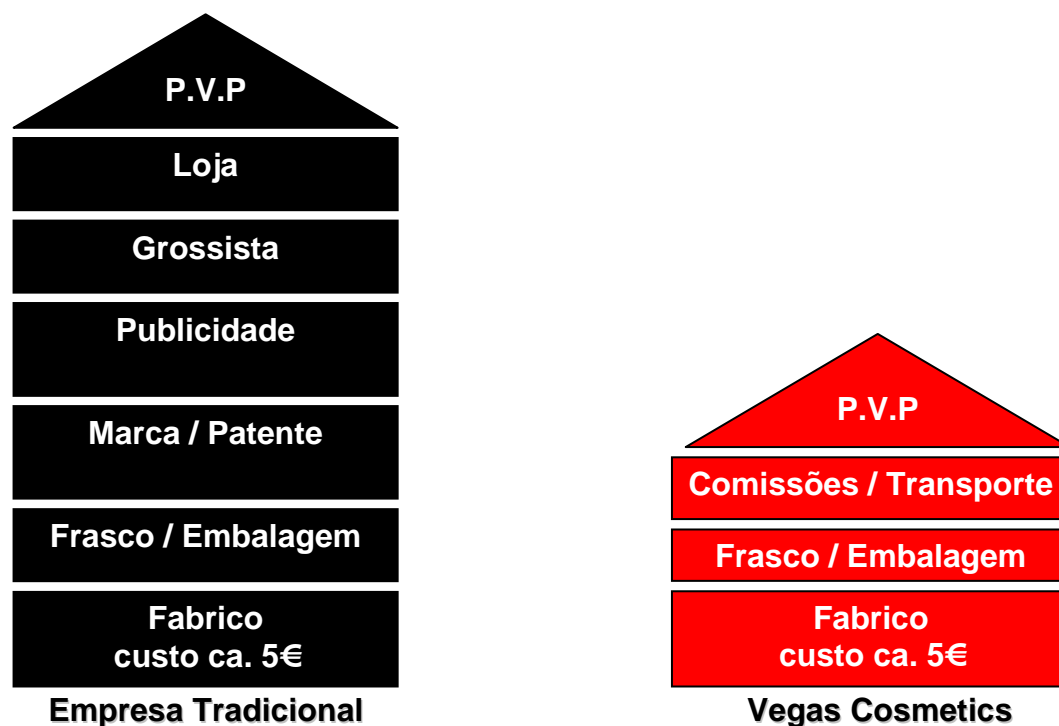 P.V.P
Loja
Grossista
Publicidade
Marca / Patente
Frasco / Embalagem
Fabrico
custo ca. 5€
Empresa Tradicional
P.V.P
Comissões / Transporte
Frasco / Embalagem
Fabrico
custo ca. 5€
Vegas Cosmetics